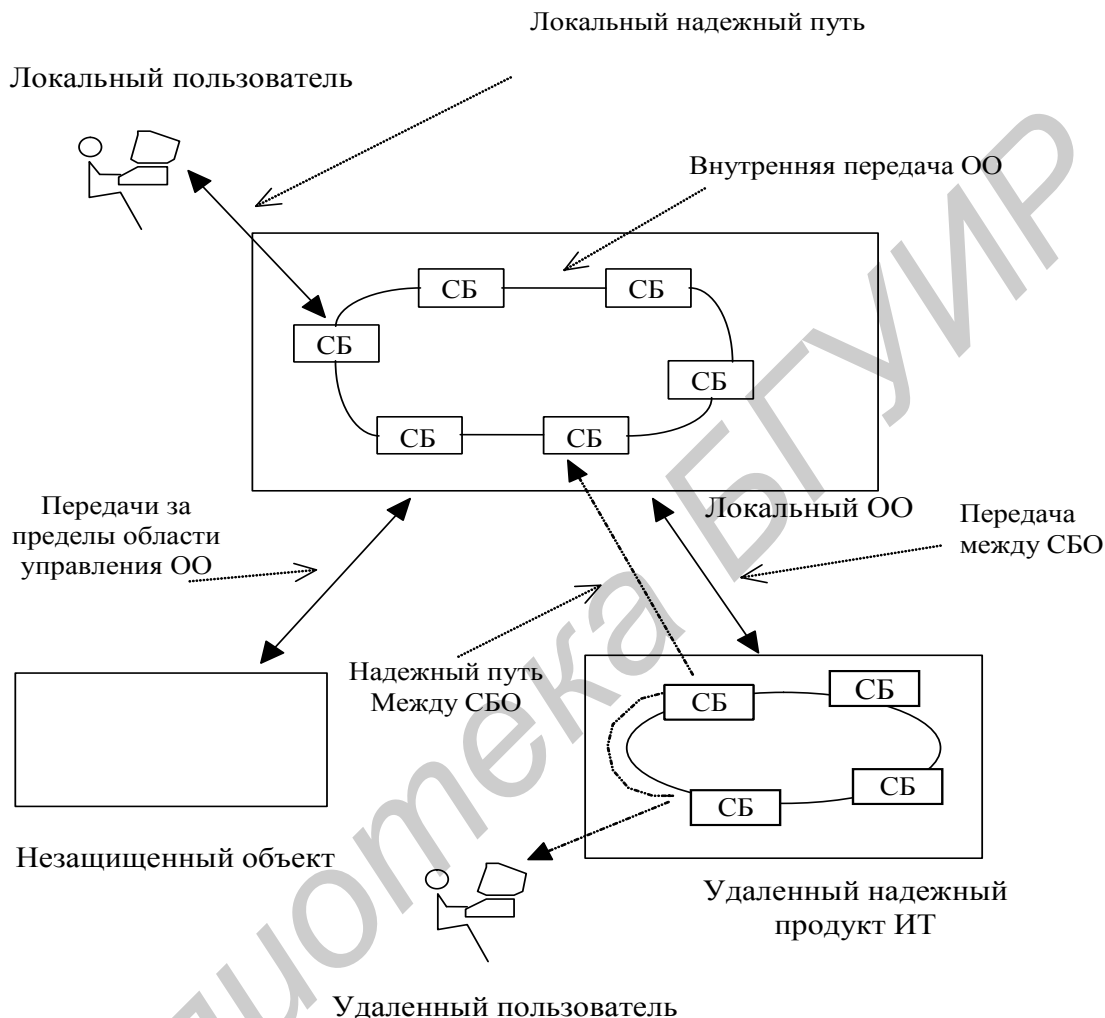 Локальный надежный путь
Локальный пользователь
Внутренняя передача ОО
СБ
СБ
СБ
СБ
СБ
СБ
Локальный ОО
Передачи за
пределы области
управления ОО
Передача
между СБО
Надежный путь
Между СБО
СБ
СБ
СБ
СБ
Незащищенный объект
Удаленный надежный
продукт ИТ
Удаленный пользователь
лиотека БГУИР